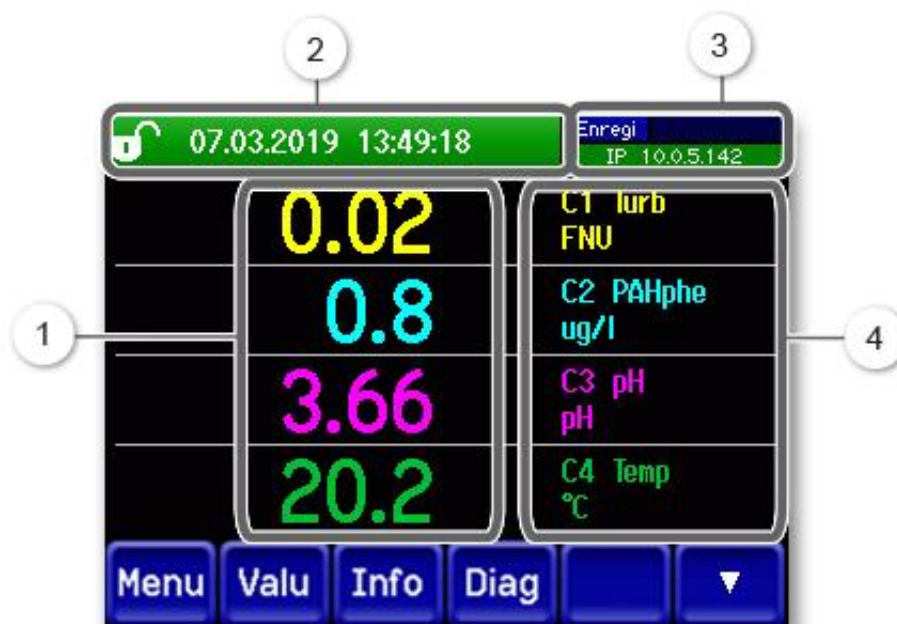 2
3
07.03.2019 13:49:18
Enregi
IP 10.0.5.142
0.02
C1 Turb
FNU
1
0.8
C2 PAHphe
ug/l
4
3.66
C3 pH
pH
20.2
C4 Temp
°C
Menu
Valu
Info
Diag